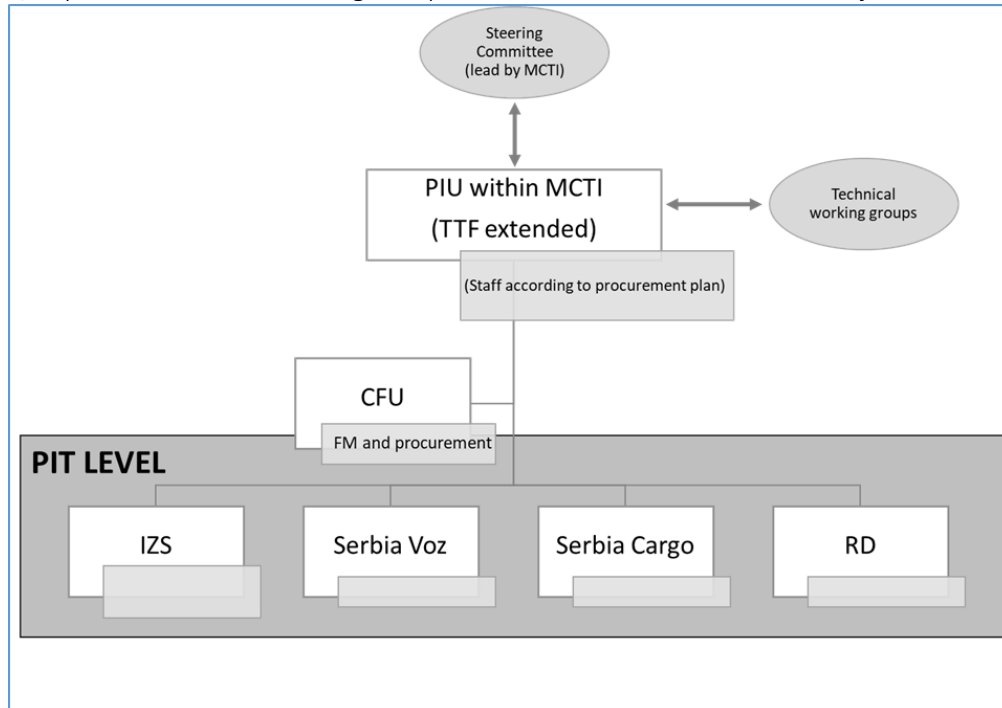 Steering
Committee
(lead by MCTI)
PIU within MCTI
(TTF extended)
Technical
working groups
(Staff according to procurement plan)
CFU
FM and procurement
PIT LEVEL
IZS
Serbia Voz
Serbia Cargo
RD